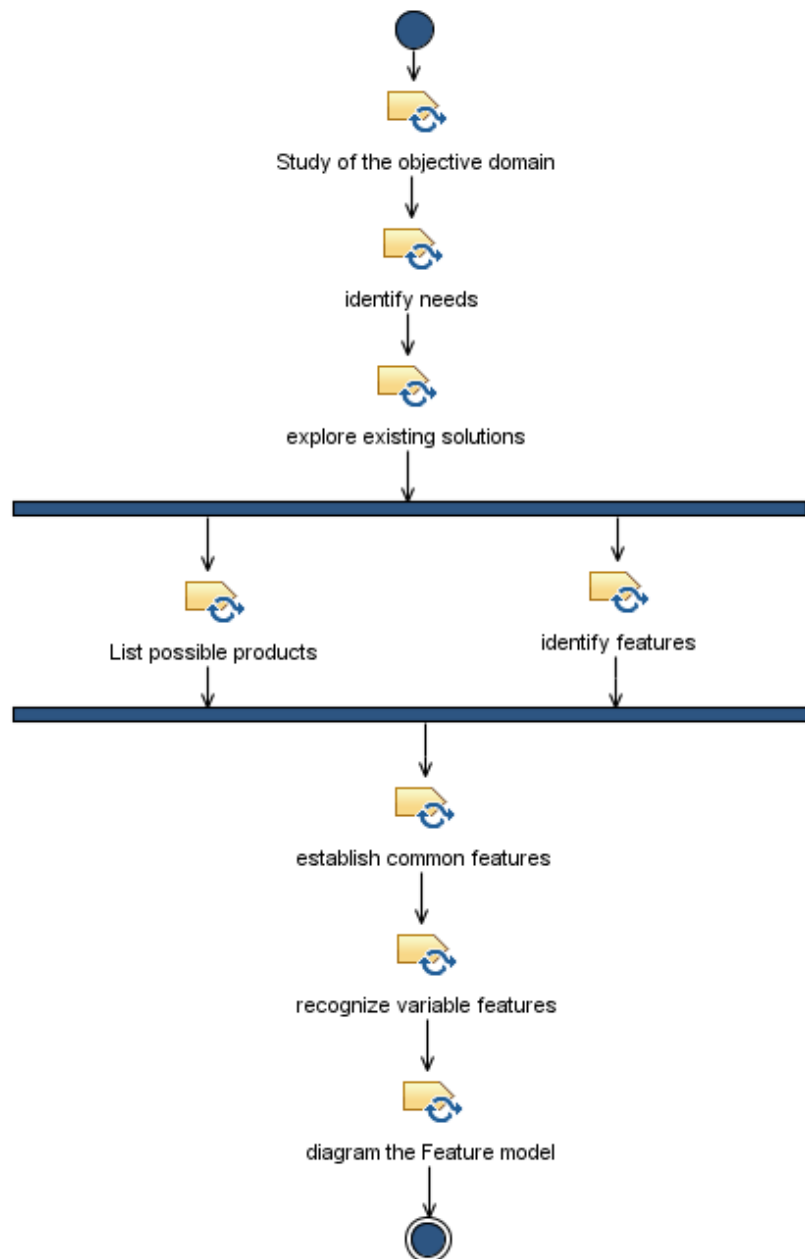 Study of the objective domain
identify needs
explore existing solutions
List possible products
identify features
establish common features
recognize variable features
diagram the Feature model